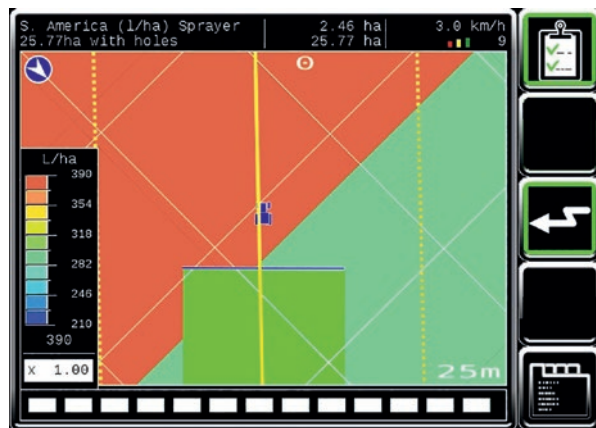 S. America (l/ha) Sprayer 2.46 ha 3.0 km/h
25.77ha with holes 25.77 ha 9
L/ha
390
354
318
282
246
210
390
x 1.00
25m